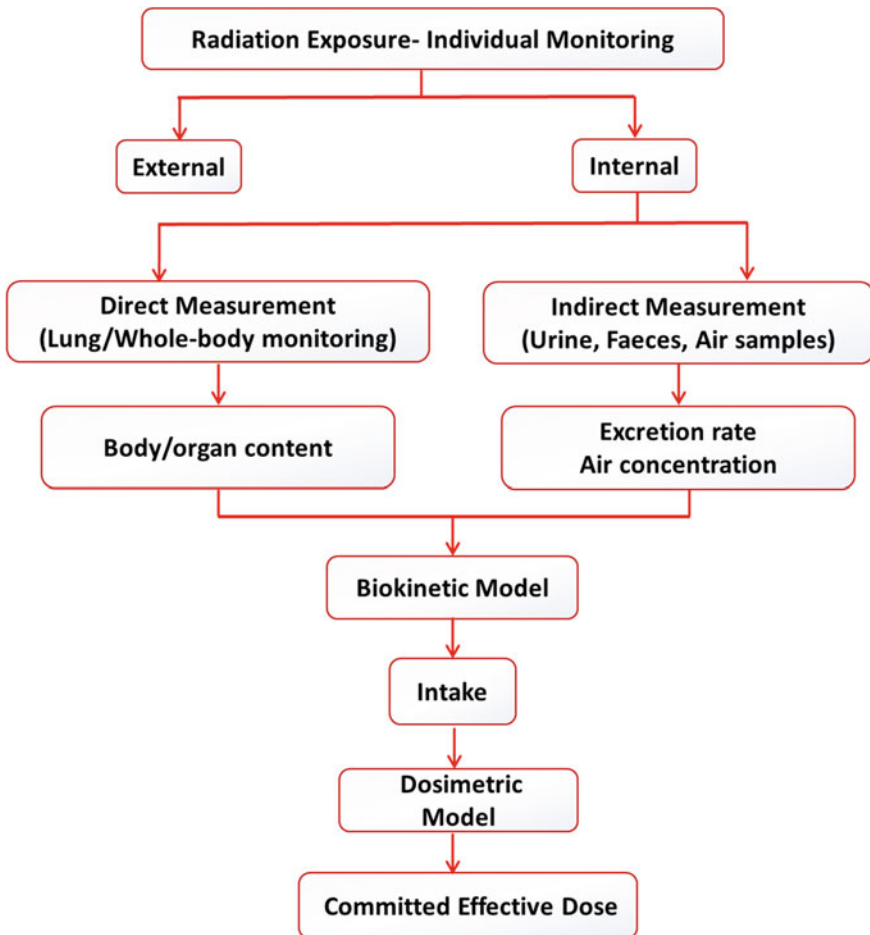 Radiation Exposure- Individual Monitoring
External
Internal
Direct Measurement
(Lung/Whole-body monitoring)
Indirect Measurement
(Urine, Faeces, Air samples)
Body/organ content
Excretion rate
Air concentration
Biokinetic Model
Intake
Dosimetric
Model
Committed Effective Dose